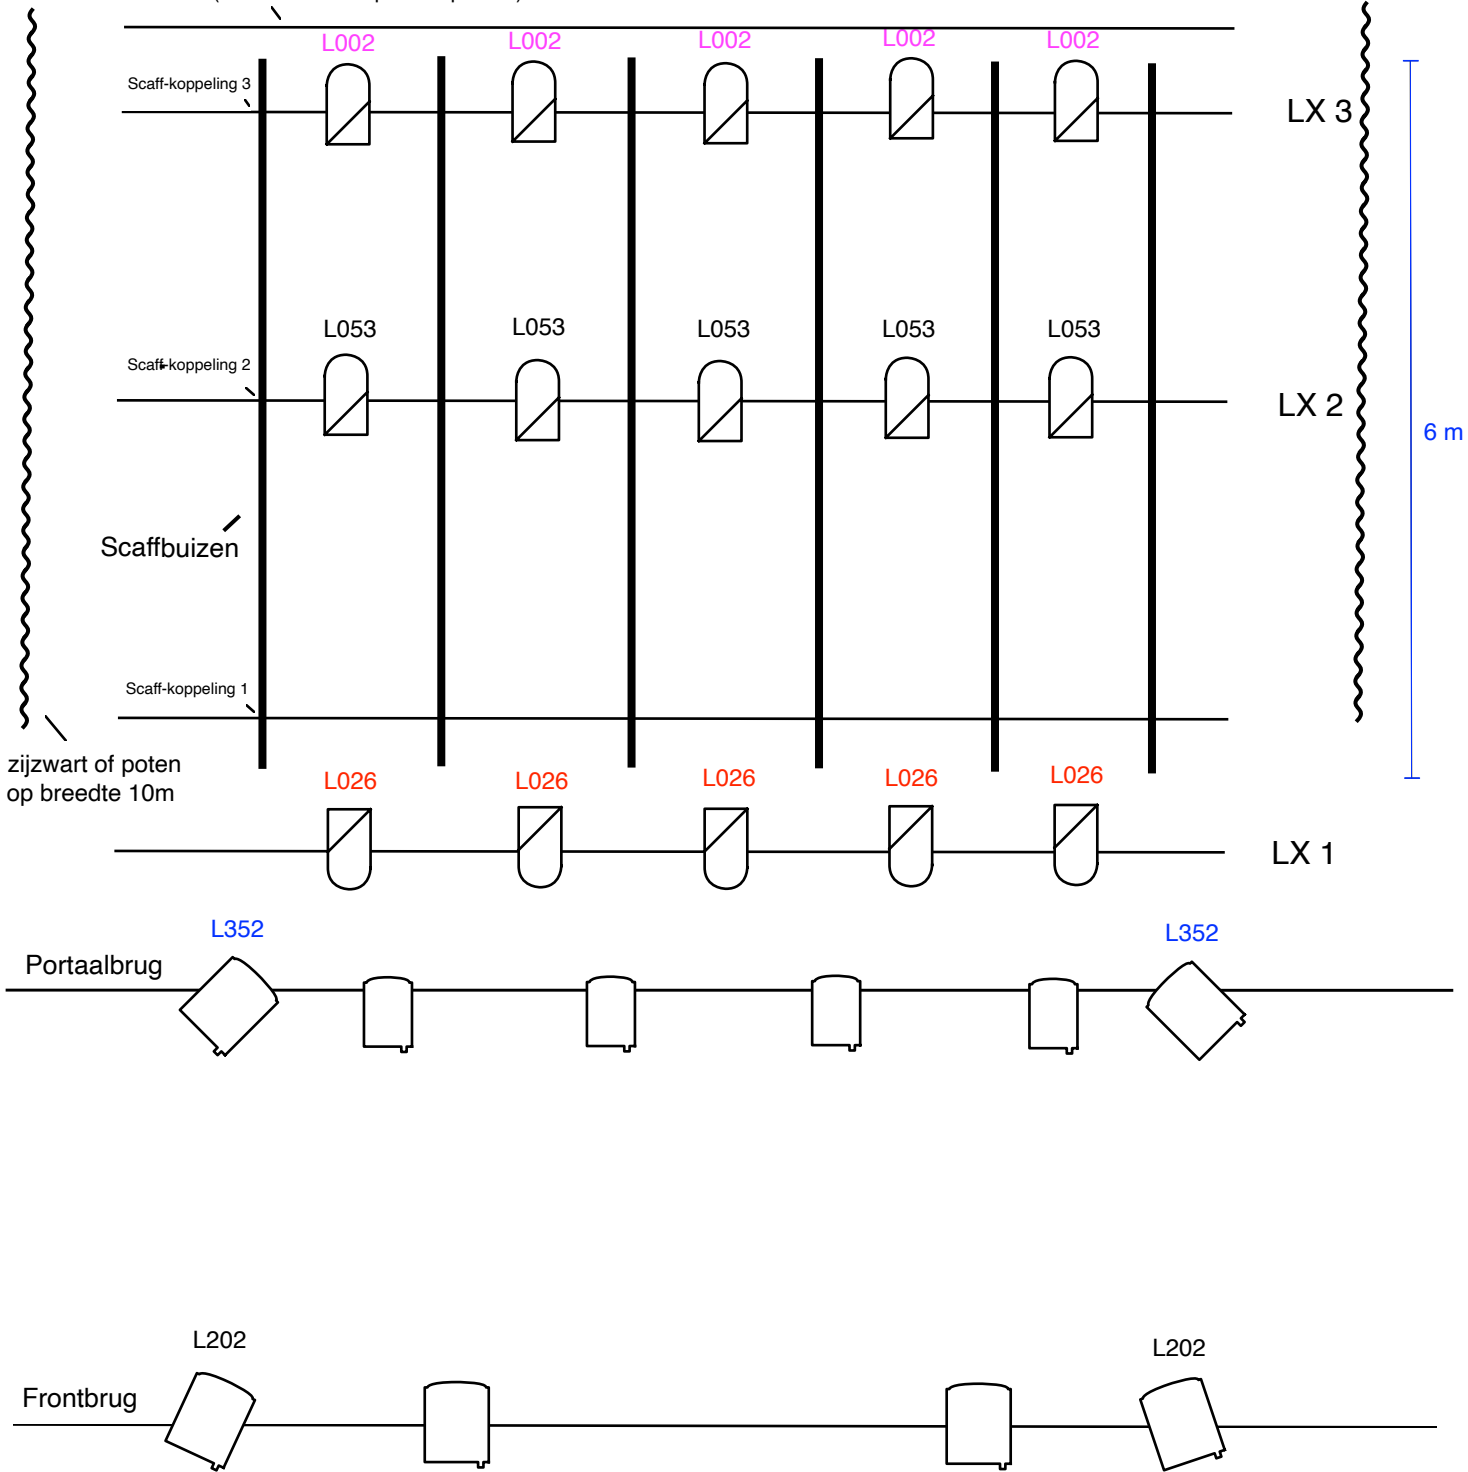 L002 L002 L002 L002 L002
Scaff-koppeling 3
LX 3
L053 L053 L053 L053 L053
Scaff-koppeling 2
LX 2
6 m
Scaffbuizen
Scaff-koppeling 1
zijzwart of poten
op breedte 10m
L026 L026 L026 L026 L026
LX 1
L352 L352
Portaalbrug
L202 L202
Frontbrug